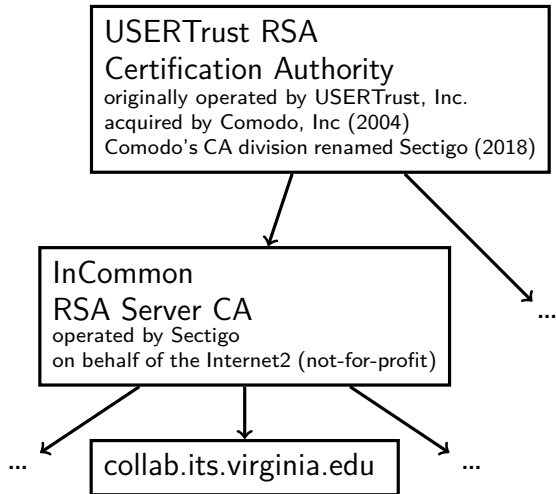 USERTrust RSA
Certification Authority
originally operated by USERTrust, Inc.
acquired by Comodo, Inc (2004)
Comodo's CA division renamed Sectigo (2018)
InCommon
RSA Server CA
operated by Sectigo
on behalf of the Internet2 (not-for-profit)
...
...
collab.its.virginia.edu
...